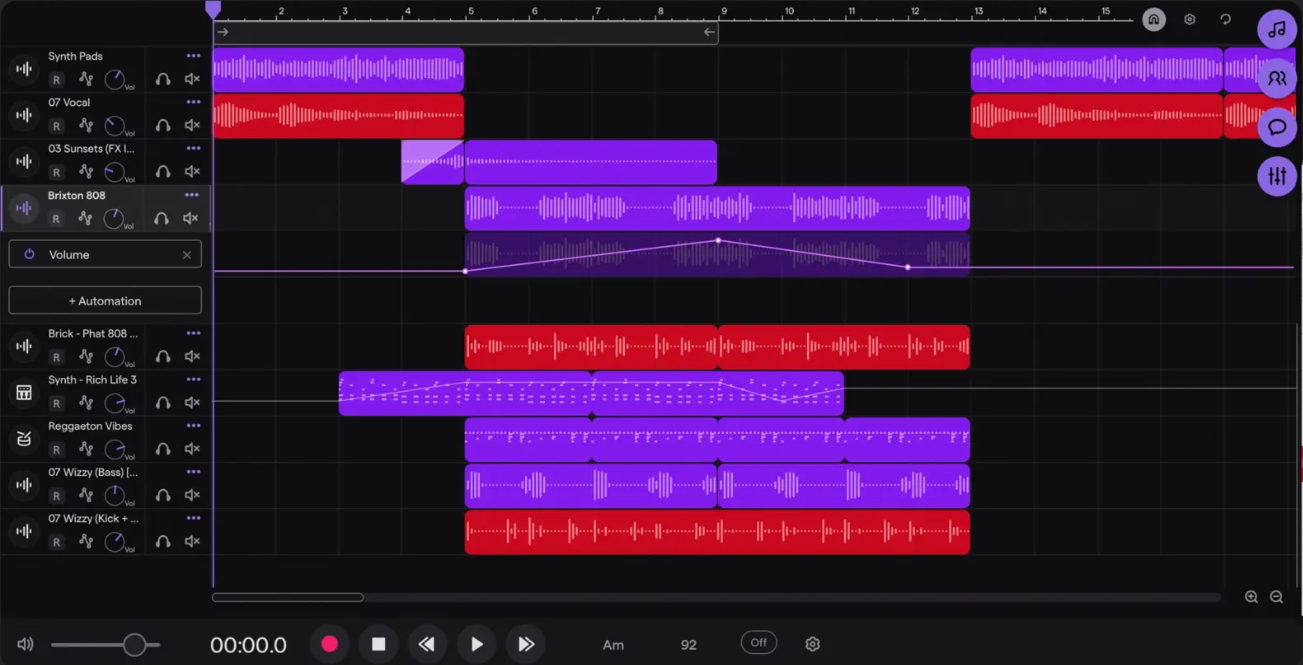 2 3 4 5 6 7 8 9 10 11 12 13 14 15
Synth Pads
R Vol
07 Vocal
R Vol
03 Sunsets (FX I...
R Vol
Brixton 808
R Vol
Volume
+ Automation
Brick - Phat 808 ...
R Vol
Synth - Rich Life 3
R Vol
Reggaeton Vibes
R Vol
07 Wizzy (Bass) [...
R Vol
07 Wizzy (Kick + ...
R Vol
00:00.0 Am 92 Off